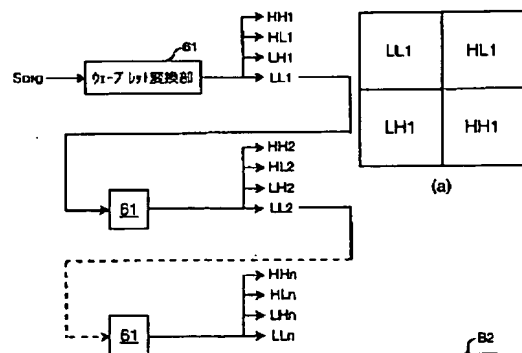 61
HH1
HL1
LH1
LL1
Sorg
ウェーブレット変換部
LL1 HL1
LH1 HH1
(a)
HH2
HL2
LH2
LL2
61
HHn
HLn
LHn
LLn
61
B2